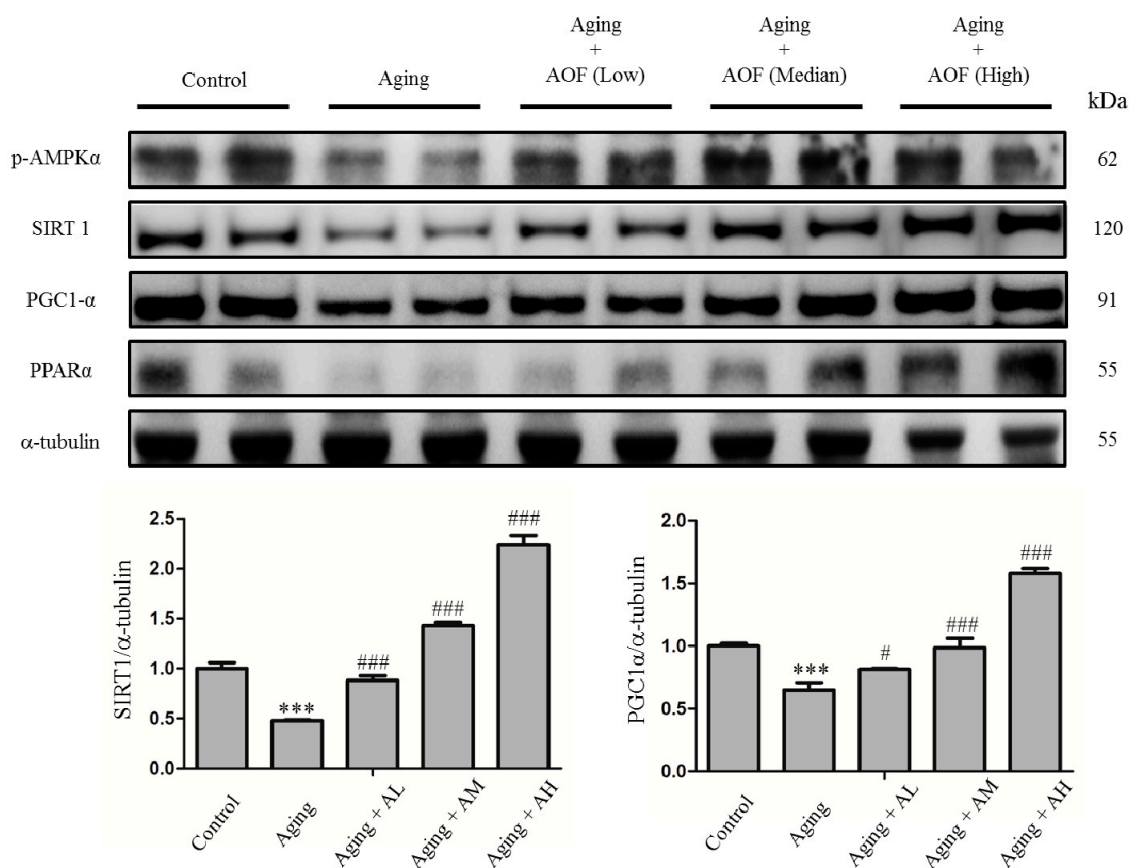 Control
Aging
Aging
+
AOF (Low)
Aging
+
AOF (Median)
Aging
+
AOF (High)
kDa
p-AMPKα
62
SIRT 1
120
PGC1-α
91
PPARα
55
α-tubulin
55
SIRT1/α-tubulin
2.5
2.0
1.5
1.0
0.5
0.0
***
###
###
###
Control
Aging
Aging + AL
Aging + AM
Aging + AH
PGC1α/α-tubulin
2.0
1.5
1.0
0.5
0.0
***
#
###
###
Control
Aging
Aging + AL
Aging + AM
Aging + AH